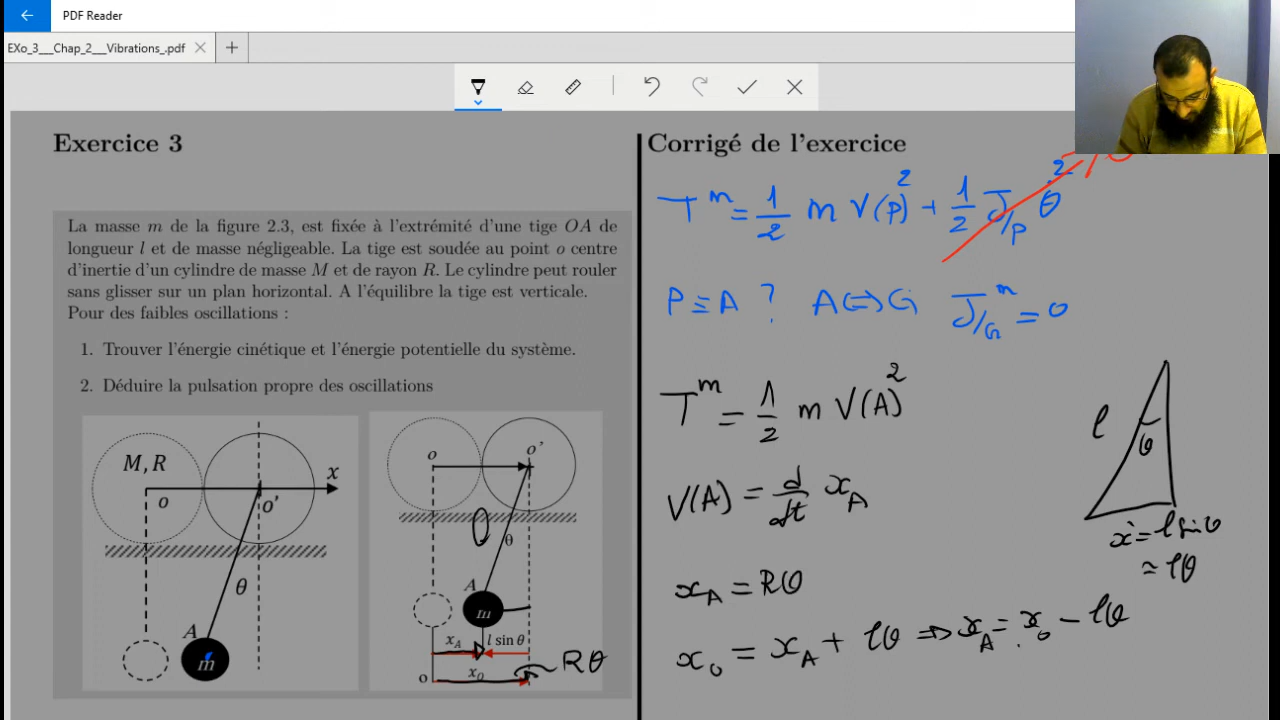 PDF Reader
EXo_3___Chap_2___Vibrations_.pdf
Exercice 3
La masse m de la figure 2.3, est fixée à l'extrémité d'une tige OA de
longueur l et de masse négligeable. La tige est soudée au point o centre
d'inertie d'un cylindre de masse M et de rayon R. Le cylindre peut rouler
sans glisser sur un plan horizontal. A l'équilibre la tige est verticale.
Pour des faibles oscillations :
1. Trouver l'énergie cinétique et l'énergie potentielle du système.
2. Déduire la pulsation propre des oscillations
M, R
o
o'
x
θ
A
m
o
o'
θ
A
m
x_A
l sin θ
o
x_O
Rθ
Corrigé de l'exercice
T^m = 1/2 m V(P)^2 + 1/2 J/P θ̇^2
P ≡ A ? A ⇔ G J^m/G = 0
T^m = 1/2 m V(A)^2
V(A) = d/dt x_A
x_A = Rθ
x_0 = x_A + lθ ⇒ x_A = x_0 - lθ
l
θ
= l sin θ
≈ lθ